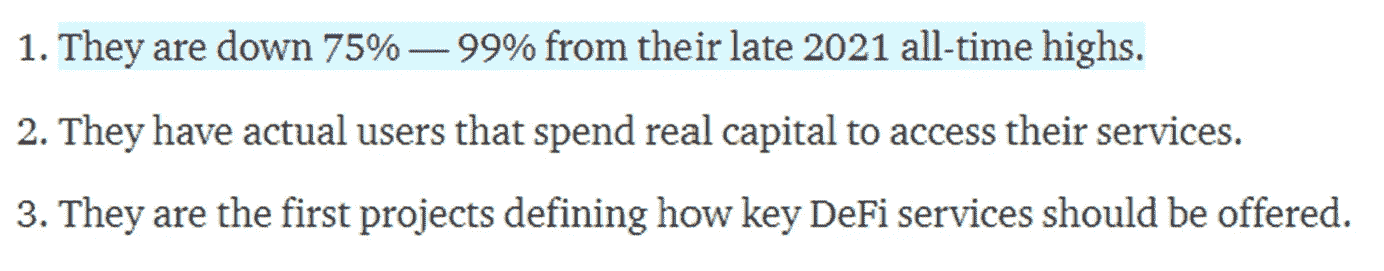 1. They are down 75% — 99% from their late 2021 all-time highs.
2. They have actual users that spend real capital to access their services.
3. They are the first projects defining how key DeFi services should be offered.